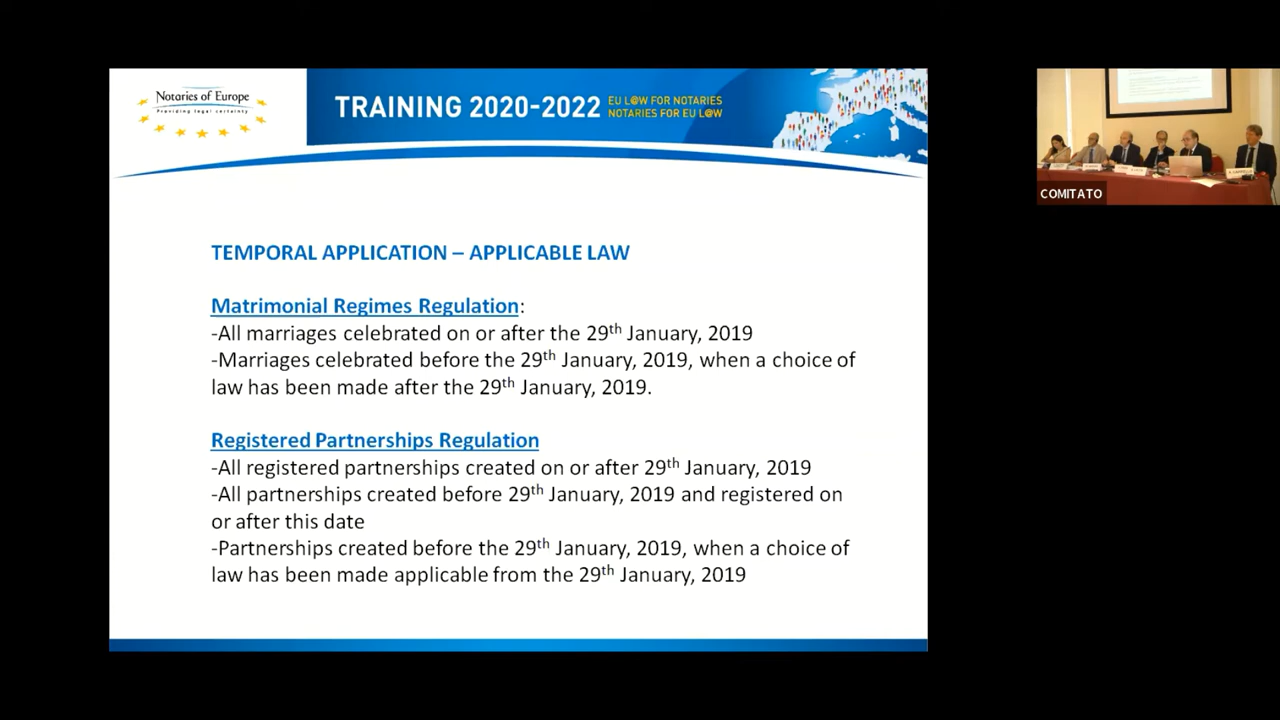 Notaries of Europe
Providing legal certainty
TRAINING 2020-2022
EU L@W FOR NOTARIES
NOTARIES FOR EU L@W
COMITATO
TEMPORAL APPLICATION – APPLICABLE LAW
Matrimonial Regimes Regulation:
-All marriages celebrated on or after the 29th January, 2019
-Marriages celebrated before the 29th January, 2019, when a choice of
law has been made after the 29th January, 2019.
Registered Partnerships Regulation
-All registered partnerships created on or after 29th January, 2019
-All partnerships created before 29th January, 2019 and registered on
or after this date
-Partnerships created before the 29th January, 2019, when a choice of
law has been made applicable from the 29th January, 2019